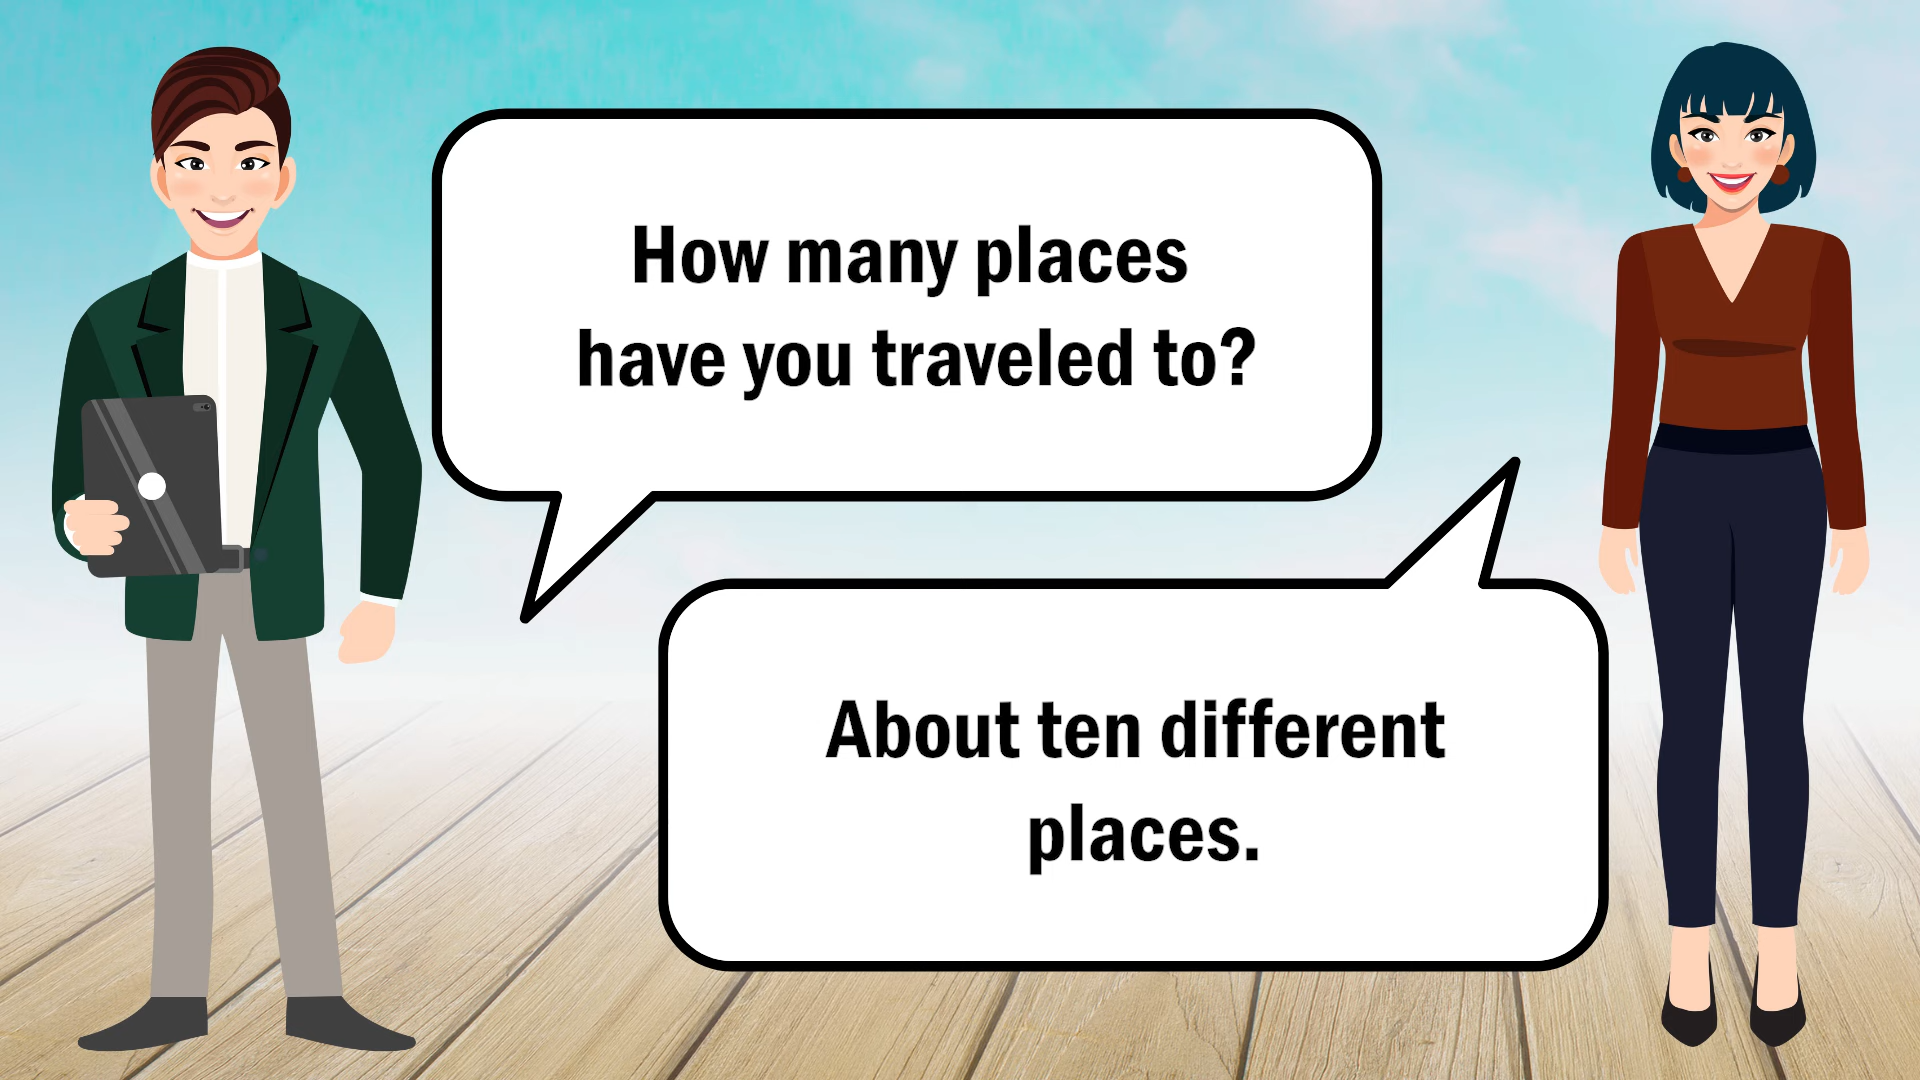 How many places
have you traveled to?
About ten different
places.